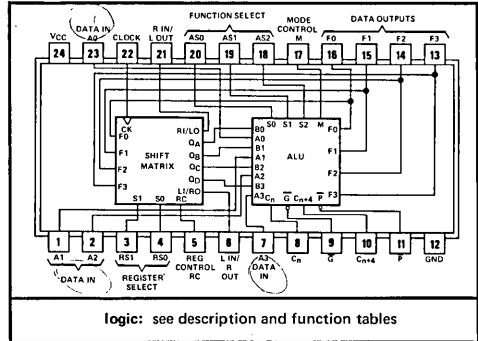 FUNCTION SELECT
MODE CONTROL M
DATA OUTPUTS
VCC DATA IN A0 CLOCK R IN/ L OUT AS0 AS1 AS2 F0 F1 F2 F3
24 23 22 21 20 19 18 17 16 15 14 13
CK
F0
F1
F2
F3
SHIFT MATRIX
RI/LO
QA
QB
QC
QD
LI/RO
S1 S0 RC
S0 S1 S2 M
B0
A0
B1
A1
B2
A2
B3
A3
ALU
F0
F1
F2
F3
Cn G Cn+4 P
1 2 3 4 5 6 7 8 9 10 11 12
A1 A2 RS1 RS0 REG CONTROL RC L IN/ R OUT A3 DATA IN Cn G Cn+4 P GND
DATA IN REGISTER SELECT
logic: see description and function tables